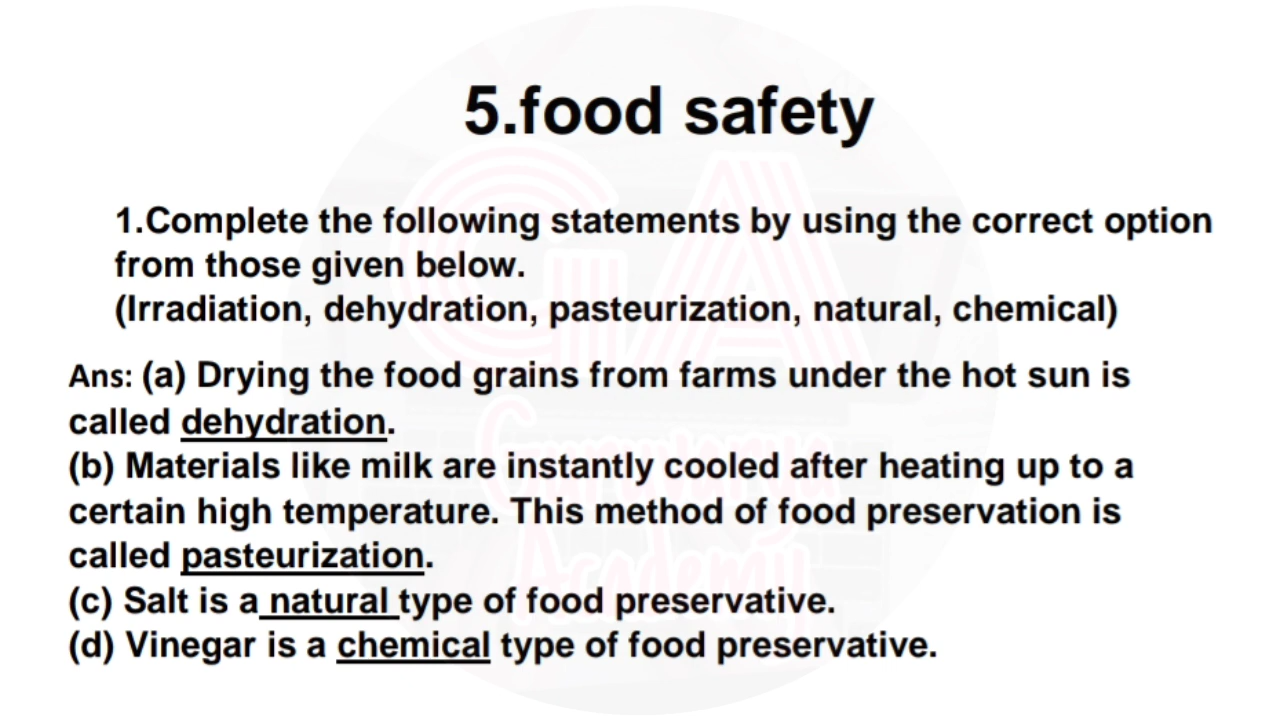 5.food safety
1.Complete the following statements by using the correct option
from those given below.
(Irradiation, dehydration, pasteurization, natural, chemical)
Ans: (a) Drying the food grains from farms under the hot sun is
called dehydration.
(b) Materials like milk are instantly cooled after heating up to a
certain high temperature. This method of food preservation is
called pasteurization.
(c) Salt is a natural type of food preservative.
(d) Vinegar is a chemical type of food preservative.
GA
Academy